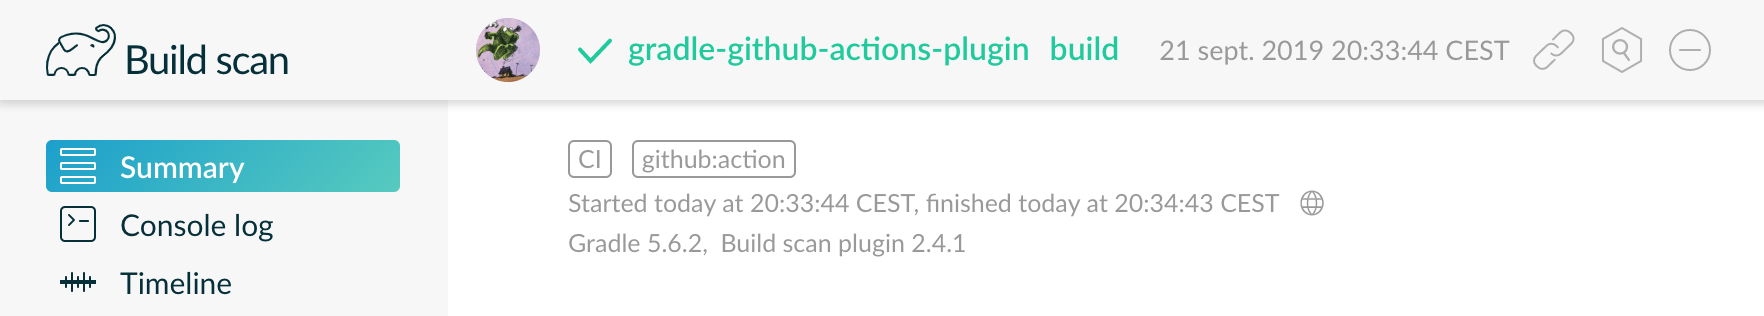 Build scan
gradle-github-actions-plugin build 21 sept. 2019 20:33:44 CEST
Summary
Console log
Timeline
CI github:action
Started today at 20:33:44 CEST, finished today at 20:34:43 CEST
Gradle 5.6.2, Build scan plugin 2.4.1